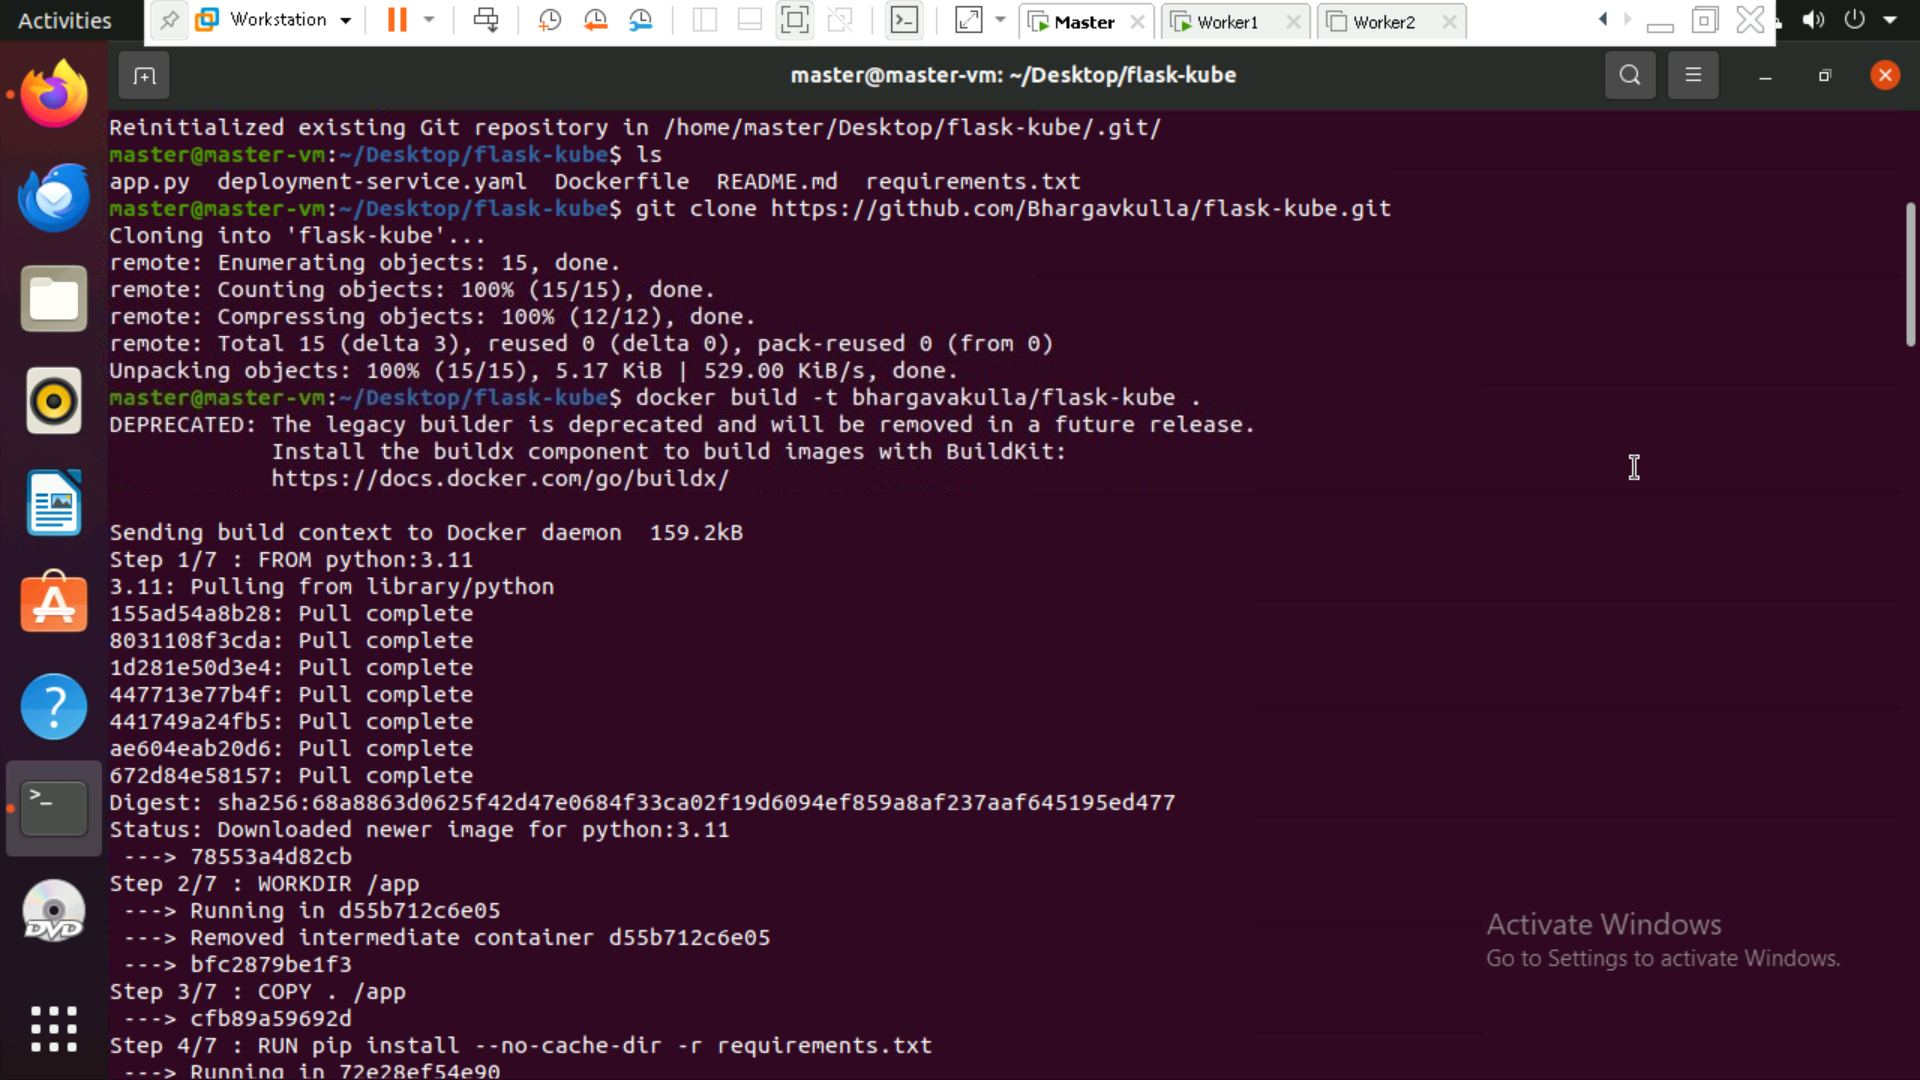 Activities
Workstation
Master
Worker1
Worker2
master@master-vm: ~/Desktop/flask-kube
Reinitialized existing Git repository in /home/master/Desktop/flask-kube/.git/
master@master-vm:~/Desktop/flask-kube$ ls
app.py  deployment-service.yaml  Dockerfile  README.md  requirements.txt
master@master-vm:~/Desktop/flask-kube$ git clone https://github.com/Bhargavkulla/flask-kube.git
Cloning into 'flask-kube'...
remote: Enumerating objects: 15, done.
remote: Counting objects: 100% (15/15), done.
remote: Compressing objects: 100% (12/12), done.
remote: Total 15 (delta 3), reused 0 (delta 0), pack-reused 0 (from 0)
Unpacking objects: 100% (15/15), 5.17 KiB | 529.00 KiB/s, done.
master@master-vm:~/Desktop/flask-kube$ docker build -t bhargavakulla/flask-kube .
DEPRECATED: The legacy builder is deprecated and will be removed in a future release.
            Install the buildx component to build images with BuildKit:
            https://docs.docker.com/go/buildx/
Sending build context to Docker daemon  159.2kB
Step 1/7 : FROM python:3.11
3.11: Pulling from library/python
155ad54a8b28: Pull complete
8031108f3cda: Pull complete
1d281e50d3e4: Pull complete
447713e77b4f: Pull complete
441749a24fb5: Pull complete
ae604eab20d6: Pull complete
672d84e58157: Pull complete
Digest: sha256:68a8863d0625f42d47e0684f33ca02f19d6094ef859a8af237aaf645195ed477
Status: Downloaded newer image for python:3.11
 ---> 78553a4d82cb
Step 2/7 : WORKDIR /app
 ---> Running in d55b712c6e05
 ---> Removed intermediate container d55b712c6e05
 ---> bfc2879be1f3
Step 3/7 : COPY . /app
 ---> cfb89a59692d
Step 4/7 : RUN pip install --no-cache-dir -r requirements.txt
 ---> Running in 72e28ef54e90
DVD
Activate Windows
Go to Settings to activate Windows.